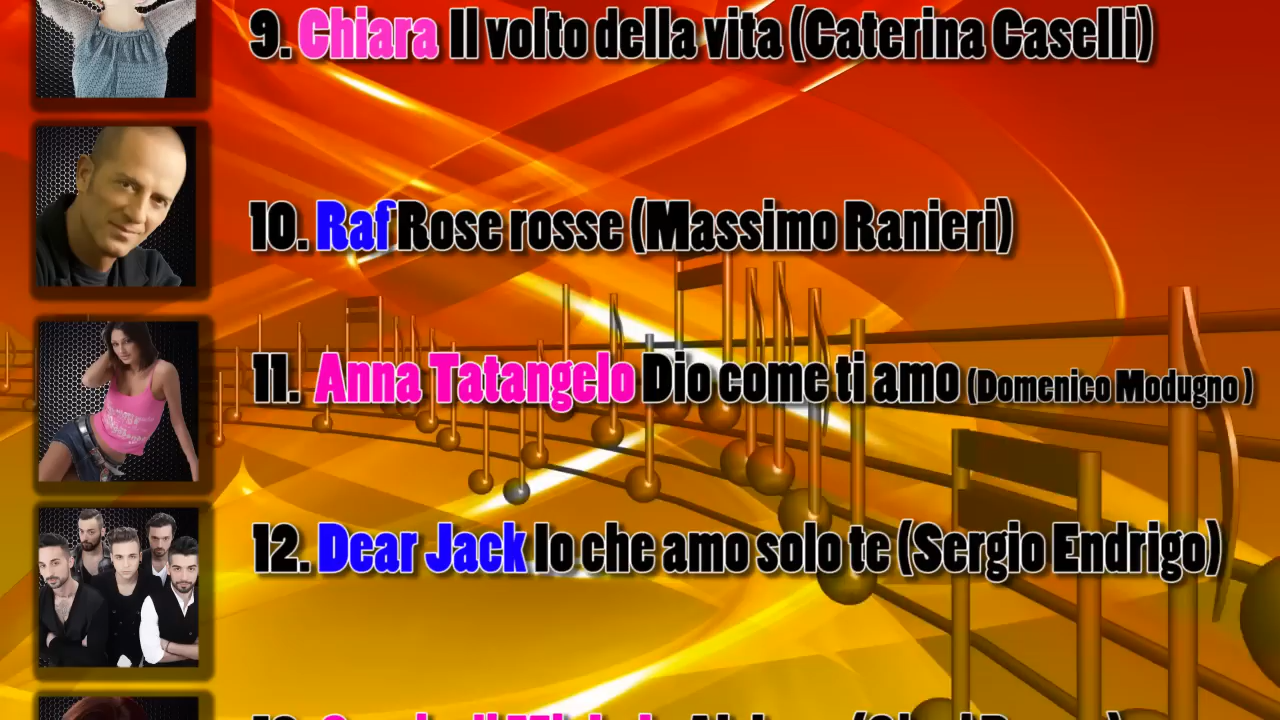 9. Chiara Il volto della vita (Caterina Caselli)
10. Raf Rose rosse (Massimo Ranieri)
11. Anna Tatangelo Dio come ti amo (Domenico Modugno )
12. Dear Jack Io che amo solo te (Sergio Endrigo)